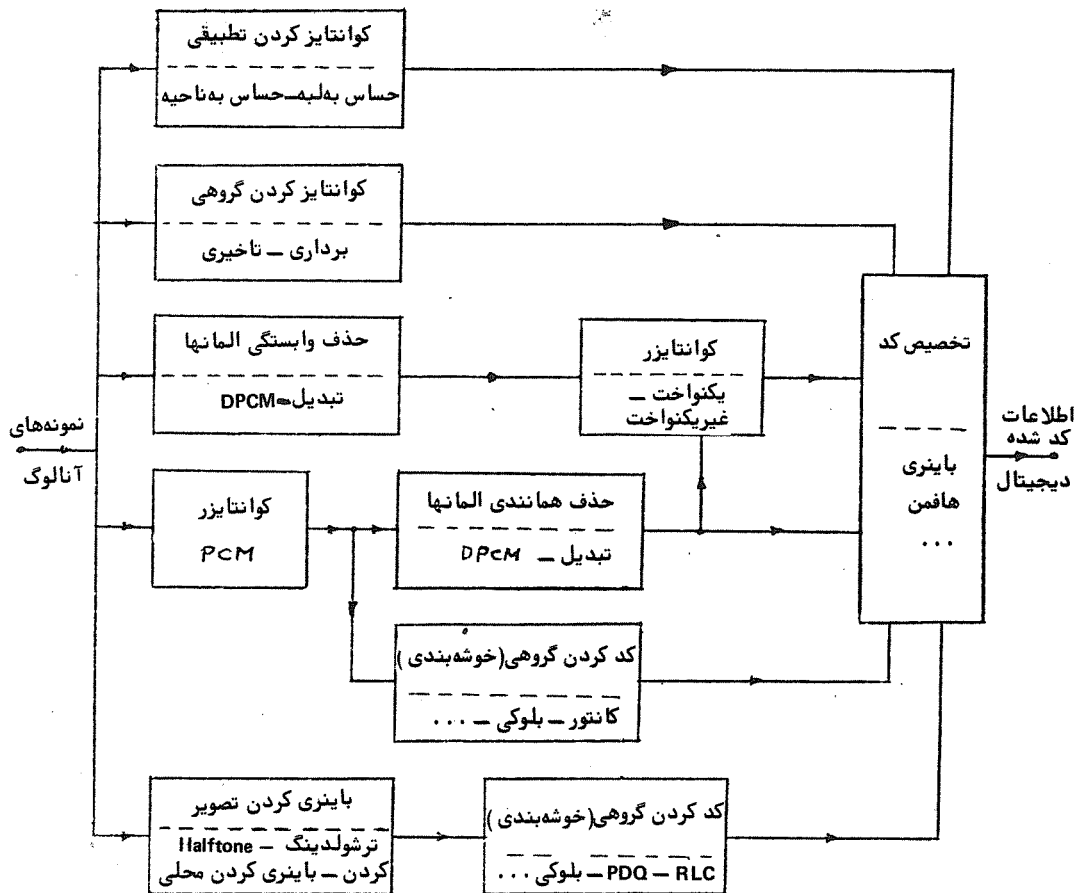 کوانتایز کردن تطبیقی
حساس به‌لبه–حساس به‌ناحیه
کوانتایز کردن گروهی
برداری – تاخیری
حذف وابستگی المانها
تبدیل–DPCM
کوانتایزر
یکنواخت –
غیریکنواخت
تخصیص کد
باینری
هافمن
...
نمونه‌های
آنالوگ
اطلاعات
کد شده
دیجیتال
کوانتایزر
PCM
حذف همانندی المانها
تبدیل – DPCM
کد کردن گروهی(خوشه‌بندی)
کانتور – بلوکی – ...
باینری کردن تصویر
ترشولدینگ – Halftone
کردن – باینری کردن محلی
کد کردن گروهی(خوشه‌بندی)
PDQ – RLC – بلوکی ...